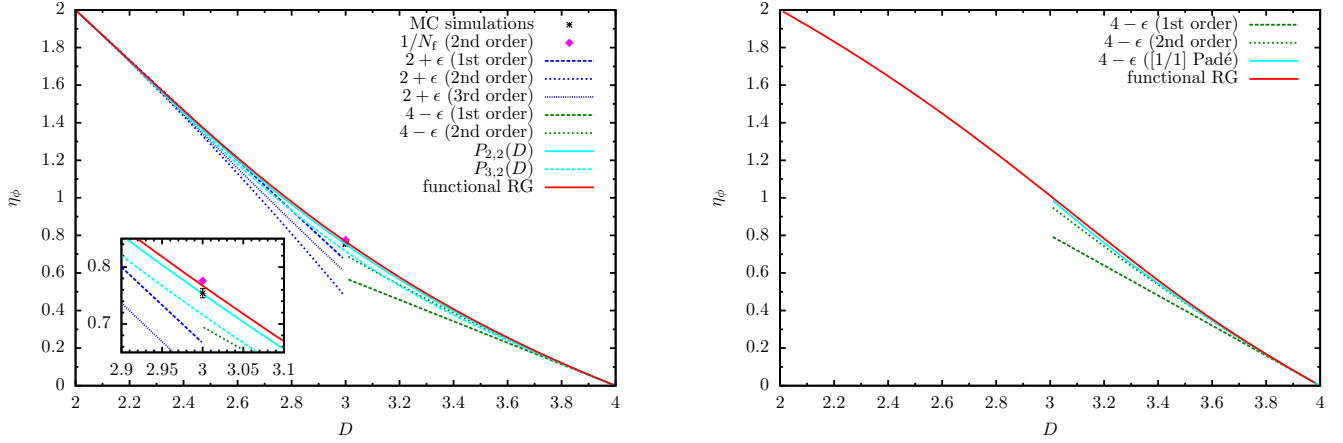 2
1.8
1.6
1.4
1.2
1
0.8
0.6
0.4
0.2
0
η_ϕ
MC simulations
1/N_f (2nd order)
2 + ϵ (1st order)
2 + ϵ (2nd order)
2 + ϵ (3rd order)
4 − ϵ (1st order)
4 − ϵ (2nd order)
P_{2,2}(D)
P_{3,2}(D)
functional RG
0.8
0.7
2.9 2.95 3 3.05 3.1
2 2.2 2.4 2.6 2.8 3 3.2 3.4 3.6 3.8 4
D
2
1.8
1.6
1.4
1.2
1
0.8
0.6
0.4
0.2
0
η_ϕ
4 − ϵ (1st order)
4 − ϵ (2nd order)
4 − ϵ ([1/1] Padé)
functional RG
2 2.2 2.4 2.6 2.8 3 3.2 3.4 3.6 3.8 4
D